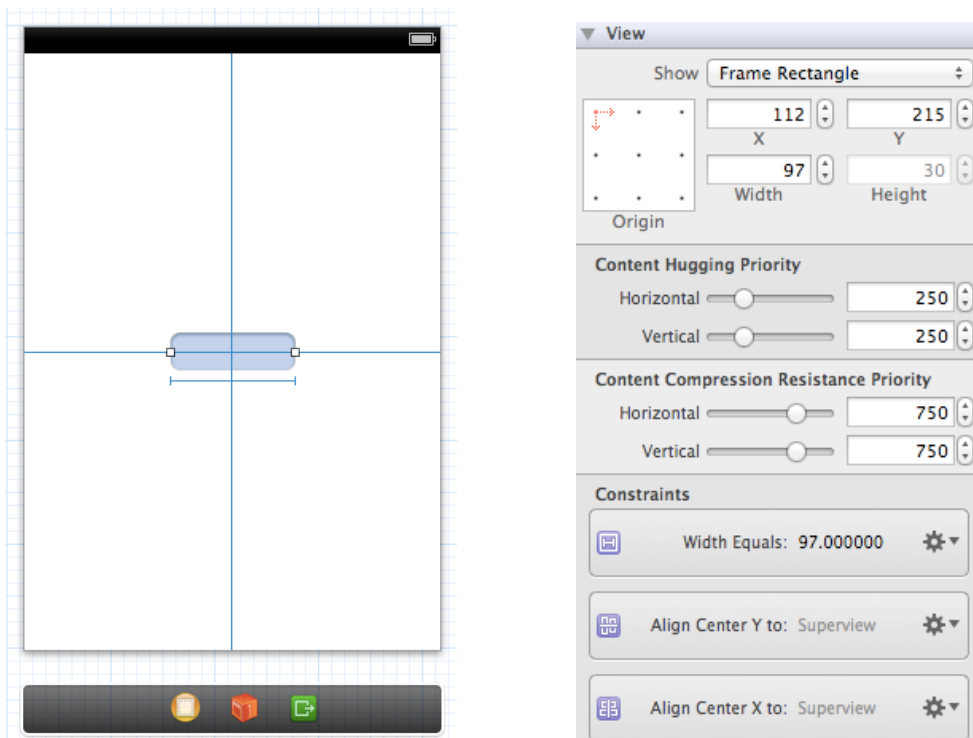 View
Show Frame Rectangle
112 215
X Y
97 30
Width Height
Origin
Content Hugging Priority
Horizontal 250
Vertical 250
Content Compression Resistance Priority
Horizontal 750
Vertical 750
Constraints
Width Equals: 97.000000
Align Center Y to: Superview
Align Center X to: Superview